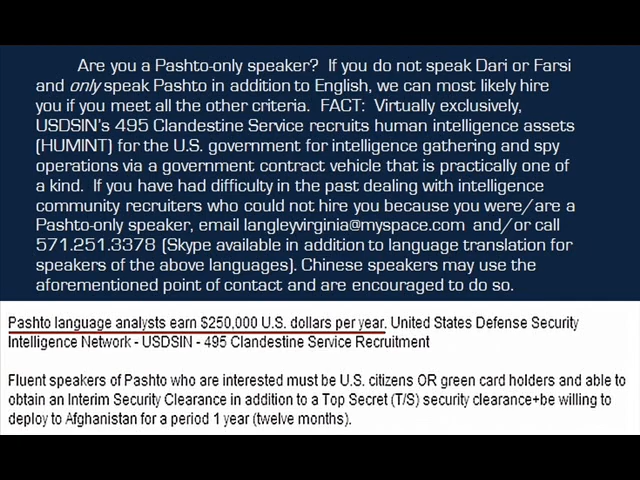 Are you a Pashto-only speaker? If you do not speak Dari or Farsi
and only speak Pashto in addition to English, we can most likely hire
you if you meet all the other criteria. FACT: Virtually exclusively,
USDSIN's 495 Clandestine Service recruits human intelligence assets
(HUMINT) for the U.S. government for intelligence gathering and spy
operations via a government contract vehicle that is practically one of
a kind. If you have had difficulty in the past dealing with intelligence
community recruiters who could not hire you because you were/are a
Pashto-only speaker, email langleyvirginia@myspace.com and/or call
571.251.3378 (Skype available in addition to language translation for
speakers of the above languages). Chinese speakers may use the
aforementioned point of contact and are encouraged to do so.
Pashto language analysts earn $250,000 U.S. dollars per year. United States Defense Security
Intelligence Network - USDSIN - 495 Clandestine Service Recruitment
Fluent speakers of Pashto who are interested must be U.S. citizens OR green card holders and able to
obtain an Interim Security Clearance in addition to a Top Secret (T/S) security clearance+be willing to
deploy to Afghanistan for a period 1 year (twelve months).